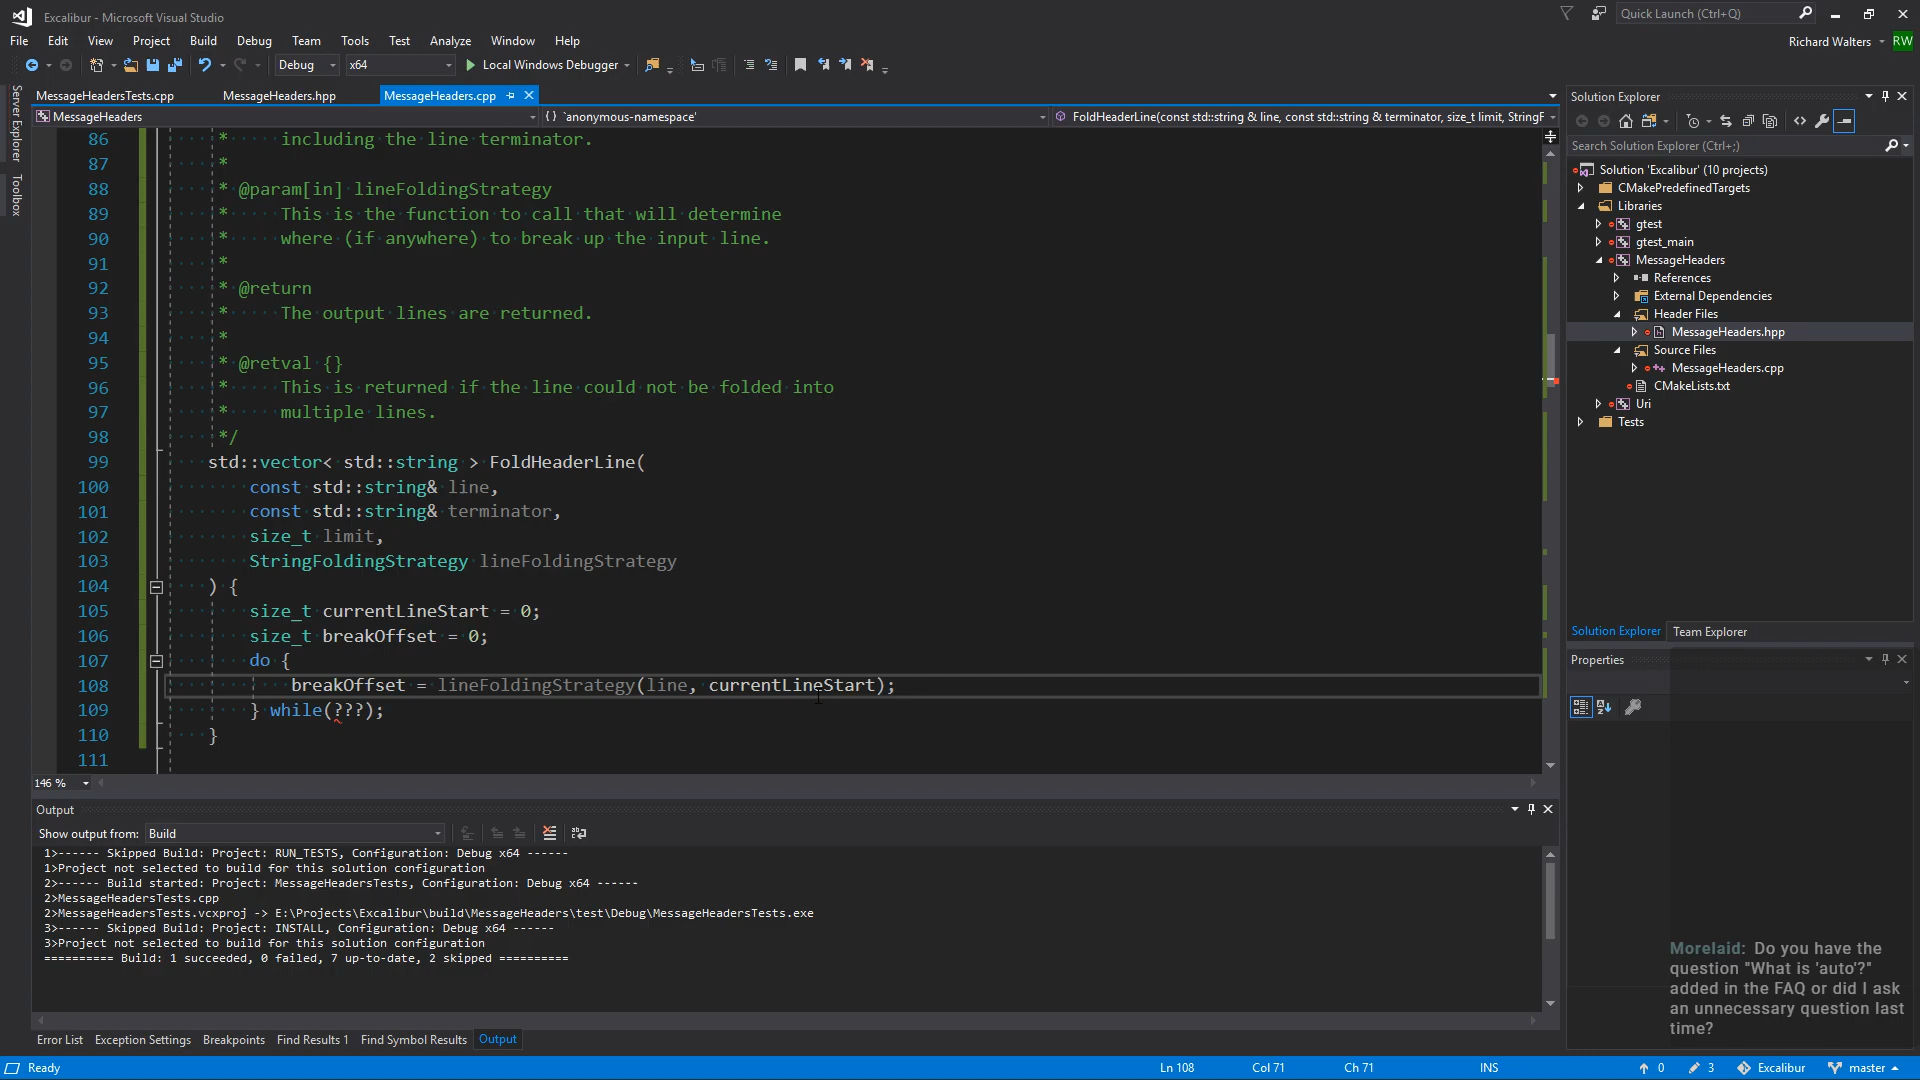 Excalibur - Microsoft Visual Studio
Quick Launch (Ctrl+Q)
File Edit View Project Build Debug Team Tools Test Analyze Window Help
Richard Walters RW
Debug x64 Local Windows Debugger
Server Explorer
Toolbox
MessageHeadersTests.cpp MessageHeaders.hpp MessageHeaders.cpp
MessageHeaders {} `anonymous-namespace' FoldHeaderLine(const std::string & line, const std::string & terminator, size_t limit, StringF
86 * including the line terminator.
87 *
88 * @param[in] lineFoldingStrategy
89 * This is the function to call that will determine
90 * where (if anywhere) to break up the input line.
91 *
92 * @return
93 * The output lines are returned.
94 *
95 * @retval {}
96 * This is returned if the line could not be folded into
97 * multiple lines.
98 */
99 std::vector< std::string > FoldHeaderLine(
100 const std::string& line,
101 const std::string& terminator,
102 size_t limit,
103 StringFoldingStrategy lineFoldingStrategy
104 ) {
105 size_t currentLineStart = 0;
106 size_t breakOffset = 0;
107 do {
108 breakOffset = lineFoldingStrategy(line, currentLineStart);
109 } while(???);
110 }
111
146 %
Output
Show output from: Build
1>------ Skipped Build: Project: RUN_TESTS, Configuration: Debug x64 ------
1>Project not selected to build for this solution configuration
2>------ Build started: Project: MessageHeadersTests, Configuration: Debug x64 ------
2>MessageHeadersTests.cpp
2>MessageHeadersTests.vcxproj -> E:\Projects\Excalibur\build\MessageHeaders\test\Debug\MessageHeadersTests.exe
3>------ Skipped Build: Project: INSTALL, Configuration: Debug x64 ------
3>Project not selected to build for this solution configuration
========== Build: 1 succeeded, 0 failed, 7 up-to-date, 2 skipped ==========
Error List Exception Settings Breakpoints Find Results 1 Find Symbol Results Output
Solution Explorer
Search Solution Explorer (Ctrl+;)
Solution 'Excalibur' (10 projects)
CMakePredefinedTargets
Libraries
gtest
gtest_main
MessageHeaders
References
External Dependencies
Header Files
MessageHeaders.hpp
Source Files
MessageHeaders.cpp
CMakeLists.txt
Uri
Tests
Solution Explorer Team Explorer
Properties
Morelaid: Do you have the
question "What is 'auto'?"
added in the FAQ or did I ask
an unnecessary question last
time?
Ready Ln 108 Col 71 Ch 71 INS 0 3 Excalibur master